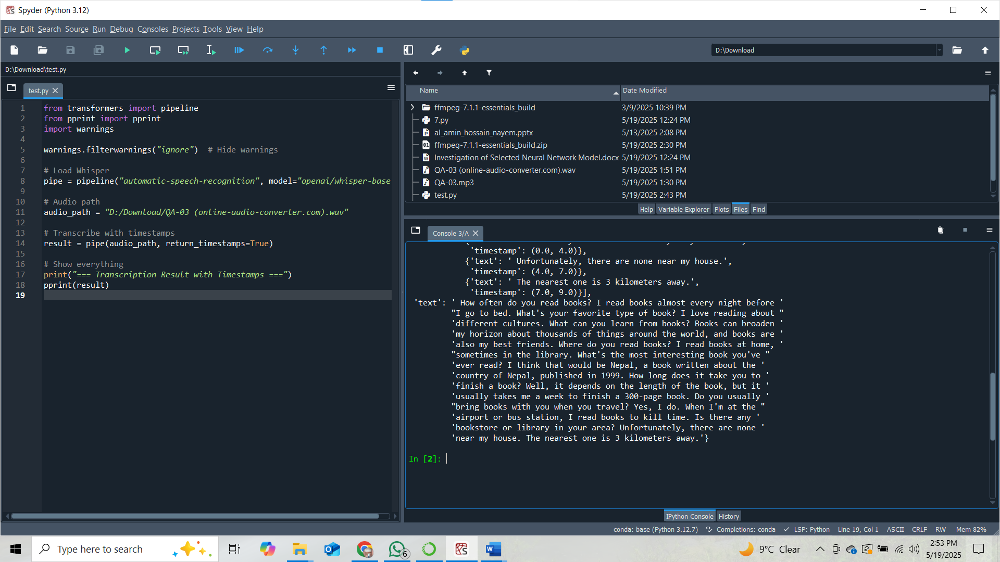 Spyder (Python 3.12)
File Edit Search Source Run Debug Consoles Projects Tools View Help
D:\Download
D:\Download\test.py
test.py
1 from transformers import pipeline
2 from pprint import pprint
3 import warnings
4
5 warnings.filterwarnings("ignore")  # Hide warnings
6
7 # Load Whisper
8 pipe = pipeline("automatic-speech-recognition", model="openai/whisper-base
9
10 # Audio path
11 audio_path = "D:/Download/QA-03 (online-audio-converter.com).wav"
12
13 # Transcribe with timestamps
14 result = pipe(audio_path, return_timestamps=True)
15
16 # Show everything
17 print("=== Transcription Result with Timestamps ===")
18 pprint(result)
19
Name Date Modified
ffmpeg-7.1.1-essentials_build 3/9/2025 10:39 PM
7.py 5/19/2025 12:24 PM
al_amin_hossain_nayem.pptx 5/13/2025 2:08 PM
ffmpeg-7.1.1-essentials_build.zip 5/19/2025 2:30 PM
Investigation of Selected Neural Network Model.docx 5/19/2025 12:24 PM
QA-03 (online-audio-converter.com).wav 5/19/2025 1:51 PM
QA-03.mp3 5/19/2025 1:30 PM
test.py 5/19/2025 2:43 PM
Help Variable Explorer Plots Files Find
Console 3/A
'timestamp': (0.0, 4.0)},
{'text': ' Unfortunately, there are none near my house.',
'timestamp': (4.0, 7.0)},
{'text': ' The nearest one is 3 kilometers away.',
'timestamp': (7.0, 9.0)}],
'text': ' How often do you read books? I read books almost every night before '
"I go to bed. What's your favorite type of book? I love reading about "
'different cultures. What can you learn from books? Books can broaden '
'my horizon about thousands of things around the world, and books are '
'also my best friends. Where do you read books? I read books at home, '
"sometimes in the library. What's the most interesting book you've "
'ever read? I think that would be Nepal, a book written about the '
'country of Nepal, published in 1999. How long does it take you to '
'finish a book? Well, it depends on the length of the book, but it '
'usually takes me a week to finish a 300-page book. Do you usually '
"bring books with you when you travel? Yes, I do. When I'm at the "
'airport or bus station, I read books to kill time. Is there any '
'bookstore or library in your area? Unfortunately, there are none '
'near my house. The nearest one is 3 kilometers away.'}
In [2]:
IPython Console History
conda: base (Python 3.12.7) Completions: conda LSP: Python Line 19, Col 1 ASCII CRLF RW Mem 82%
Type here to search
6
9°C Clear
2:53 PM
5/19/2025